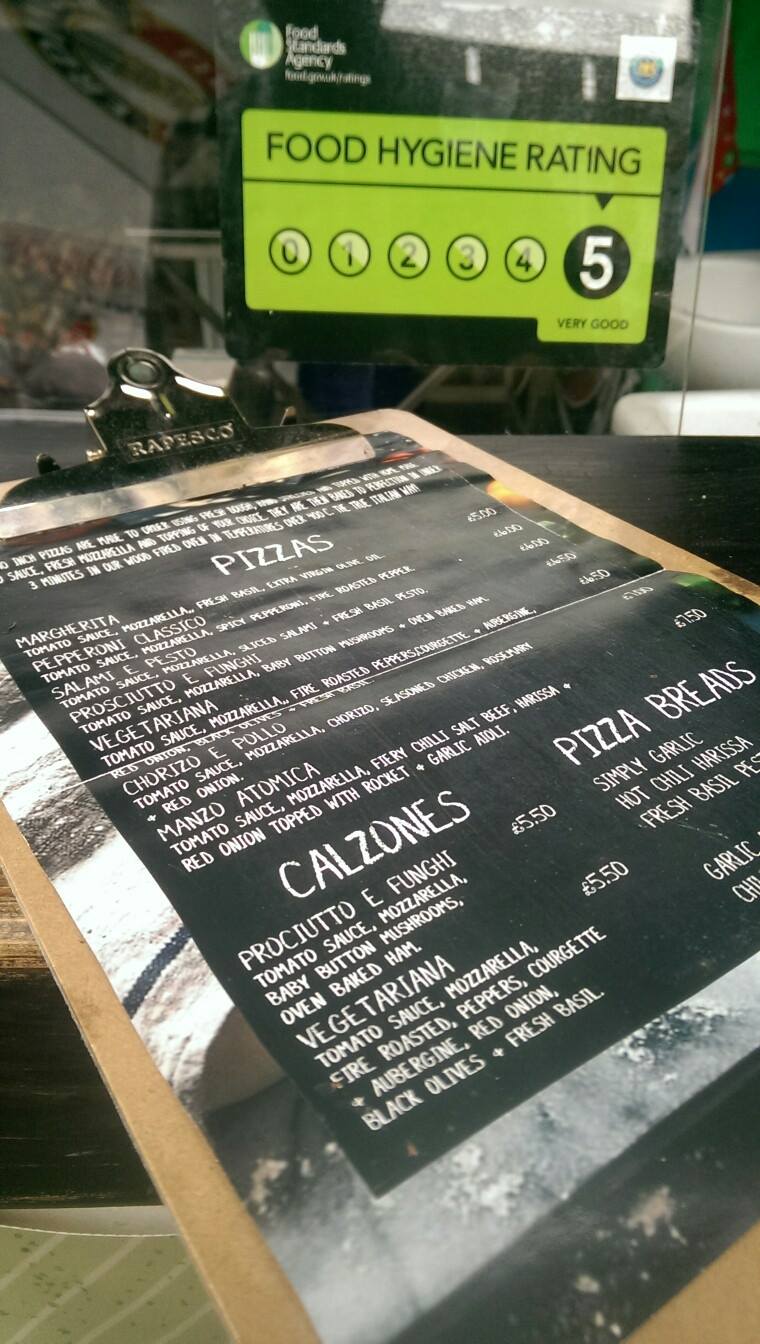 Food
Standards
Agency
food.gov.uk/ratings
FOOD HYGIENE RATING
0 1 2 3 4 5
VERY GOOD
RADESCO
INCH PIZZAS ARE MADE TO ORDER USING FRESH DOUGH AND TOPPED WITH HOME MADE
SAUCE, FRESH MOZZARELLA AND TOPPING OF YOUR CHOICE, THEY ARE THEN BAKED TO PERFECTION IN UNDER
3 MINUTES IN OUR WOOD FIRED OVEN IN TEMPERATURES OVER 400'C. THE TRUE ITALIAN WAY!
PIZZAS
MARGHERITA £5.00
TOMATO SAUCE, MOZZARELLA, FRESH BASIL, EXTRA VIRGIN OLIVE OIL.
PEPPERONI CLASSICO £6.00
TOMATO SAUCE, MOZZARELLA, SPICY PEPPERONI, FIRE ROASTED PEPPER.
SALAMI E PESTO £6.00
TOMATO SAUCE, MOZZARELLA, SLICED SALAMI + FRESH BASIL PESTO.
PROSCIUTTO E FUNGHI £6.50
TOMATO SAUCE, MOZZARELLA, BABY BUTTON MUSHROOMS + OVEN BAKED HAM.
VEGETARIANA £6.50
TOMATO SAUCE, MOZZARELLA, FIRE ROASTED PEPPERS,COURGETTE + AUBERGINE,
RED ONION, BLACK OLIVES + FRESH BASIL
CHORIZO E POLLO £7.00
TOMATO SAUCE, MOZZARELLA, CHORIZO, SEASONED CHICKEN, ROSEMARY
+ RED ONION.
MANZO ATOMICA £7.50
TOMATO SAUCE, MOZZARELLA, FIERY CHILLI SALT BEEF, HARISSA +
RED ONION TOPPED WITH ROCKET + GARLIC AIOLI.
CALZONES
PROCIUTTO E FUNGHI £5.50
TOMATO SAUCE, MOZZARELLA,
BABY BUTTON MUSHROOMS,
OVEN BAKED HAM.
VEGETARIANA £5.50
TOMATO SAUCE, MOZZARELLA,
FIRE ROASTED, PEPPERS, COURGETTE
+ AUBERGINE, RED ONION,
BLACK OLIVES + FRESH BASIL.
PIZZA BREADS
SIMPLY GARLIC
HOT CHILI HARISSA
FRESH BASIL
GARLIC